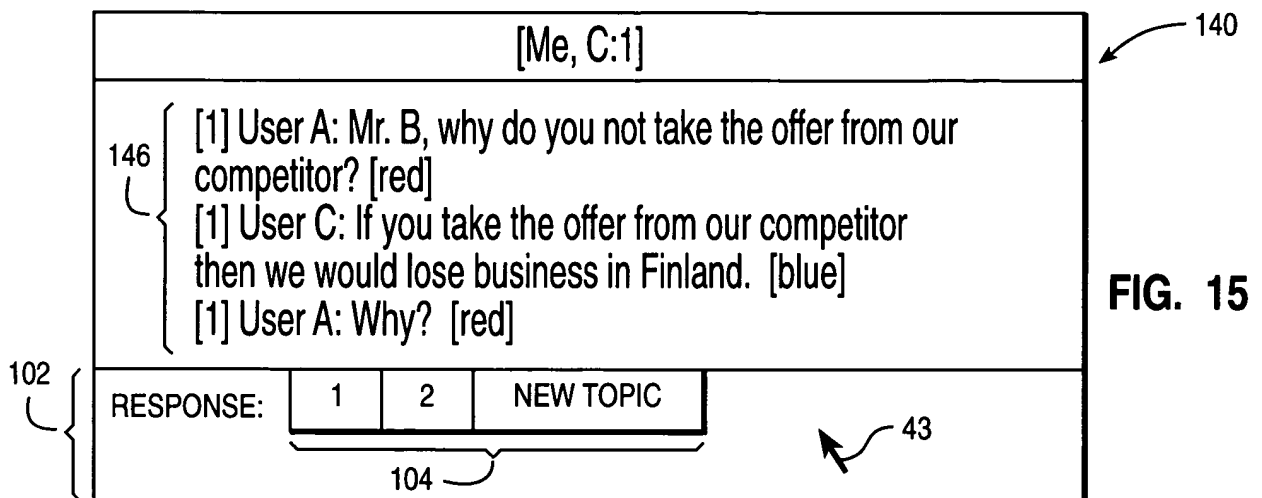 [Me, C:1]
140
[1] User A: Mr. B, why do you not take the offer from our
competitor? [red]
[1] User C: If you take the offer from our competitor
then we would lose business in Finland. [blue]
[1] User A: Why? [red]
146
FIG. 15
102
RESPONSE: 1 2 NEW TOPIC
43
104